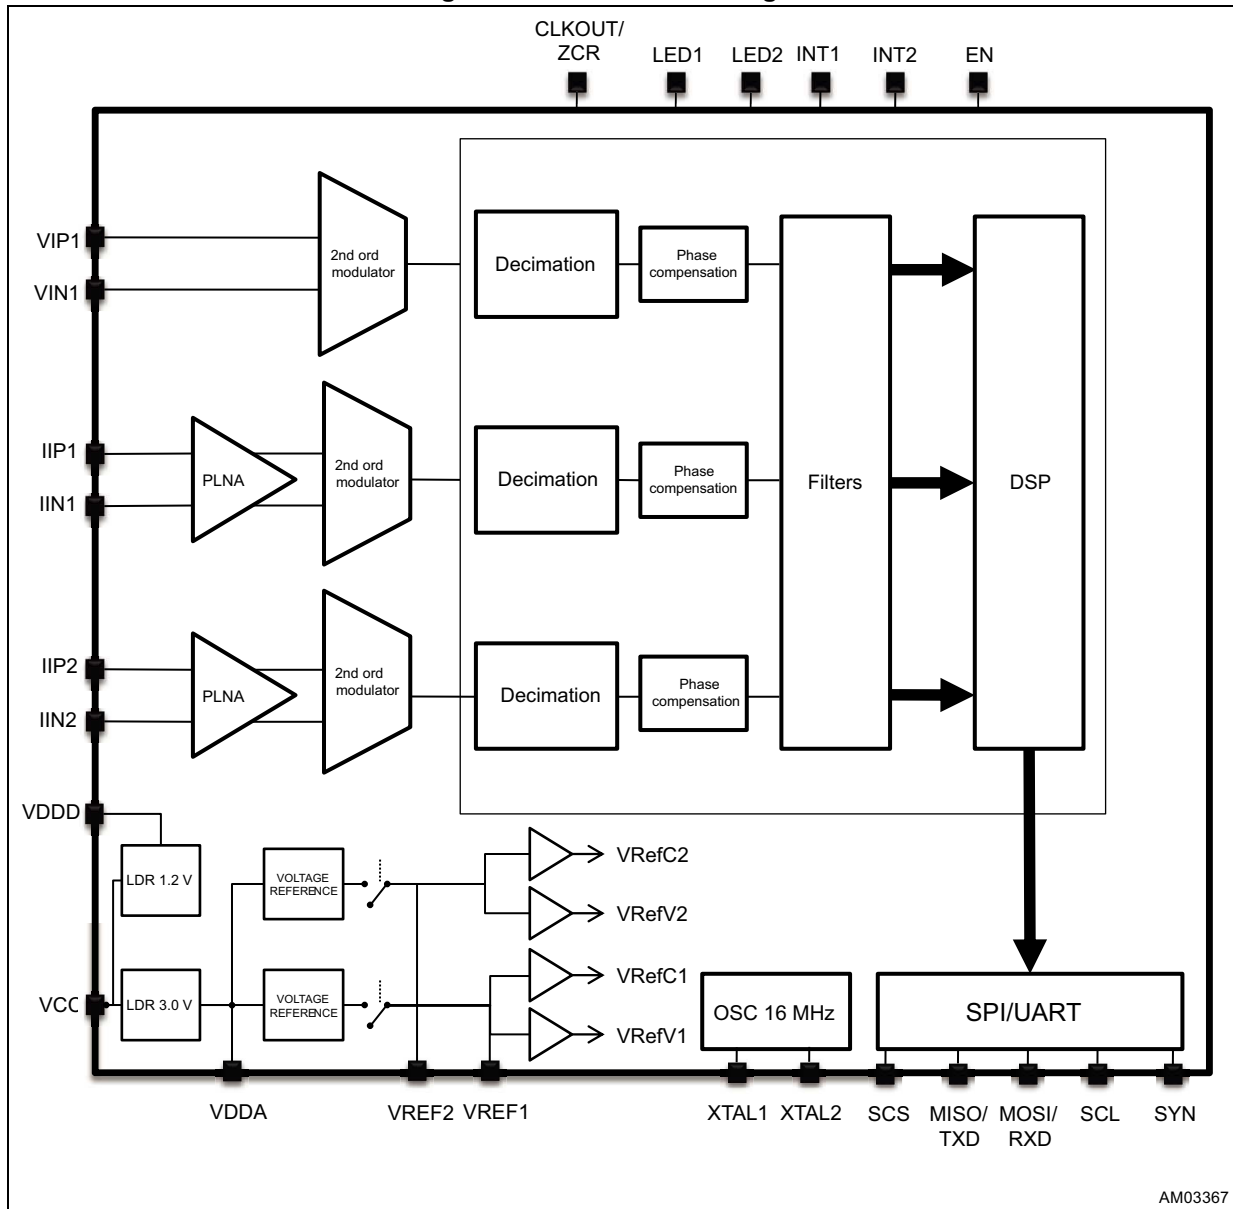 CLKOUT/
ZCR
LED1
LED2
INT1
INT2
EN
VIP1
VIN1
2nd ord
modulator
Decimation
Phase
compensation
IIP1
IIN1
PLNA
2nd ord
modulator
Decimation
Phase
compensation
Filters
DSP
IIP2
IIN2
PLNA
2nd ord
modulator
Decimation
Phase
compensation
VDDD
LDR 1.2 V
VOLTAGE
REFERENCE
VRefC2
VRefV2
VCC
LDR 3.0 V
VOLTAGE
REFERENCE
VRefC1
VRefV1
OSC 16 MHz
SPI/UART
VDDA
VREF2
VREF1
XTAL1
XTAL2
SCS
MISO/
TXD
MOSI/
RXD
SCL
SYN
AM03367